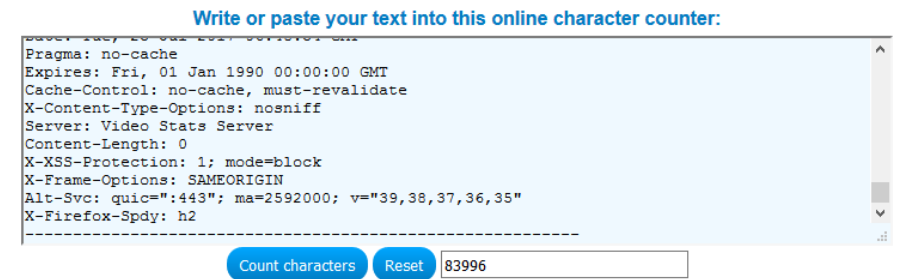 Write or paste your text into this online character counter:
Pragma: no-cache
Expires: Fri, 01 Jan 1990 00:00:00 GMT
Cache-Control: no-cache, must-revalidate
X-Content-Type-Options: nosniff
Server: Video Stats Server
Content-Length: 0
X-XSS-Protection: 1; mode=block
X-Frame-Options: SAMEORIGIN
Alt-Svc: quic=":443"; ma=2592000; v="39,38,37,36,35"
X-Firefox-Spdy: h2
----------------------------------------------------------
Count characters Reset 83996